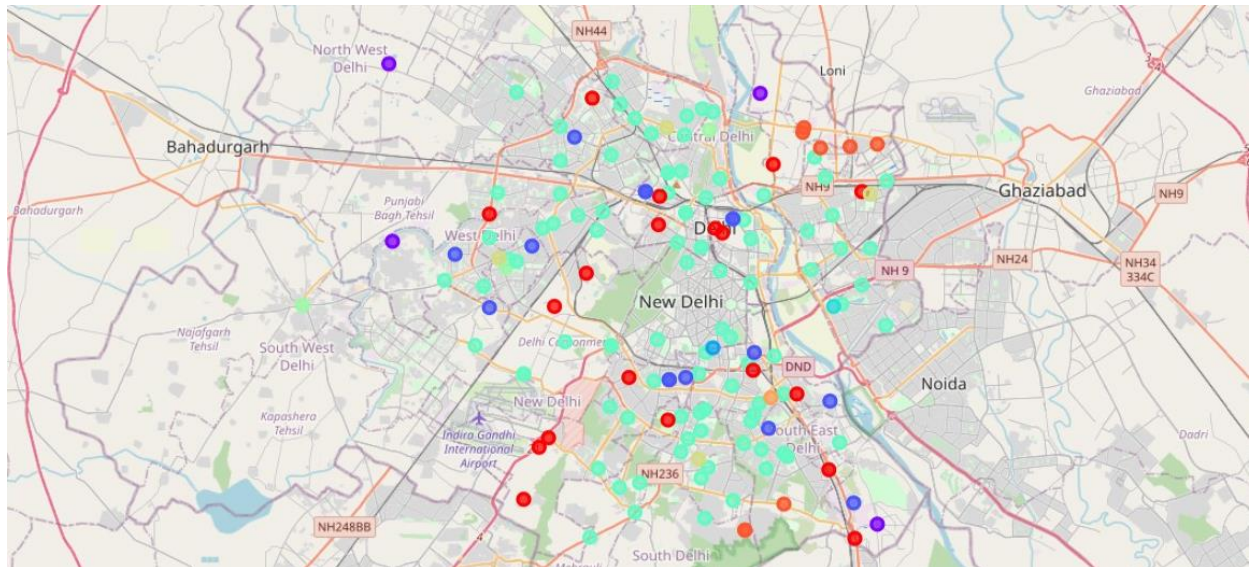 NH44
North West
Delhi
Loni
Ghaziabad
Bahadurgarh
Central Delhi
Ghaziabad
NH9
NH9
Bahadurgarh
Punjabi
Bagh Tehsil
West Delhi
Delhi
NH 9
NH24
NH34
334C
New Delhi
Najafgarh
Tehsil
South West
Delhi
Delhi Cantonment
DND
Noida
New Delhi
Kapashera
Tehsil
Indira Gandhi
International
Airport
South East
Delhi
Dadri
NH236
NH248BB
South Delhi